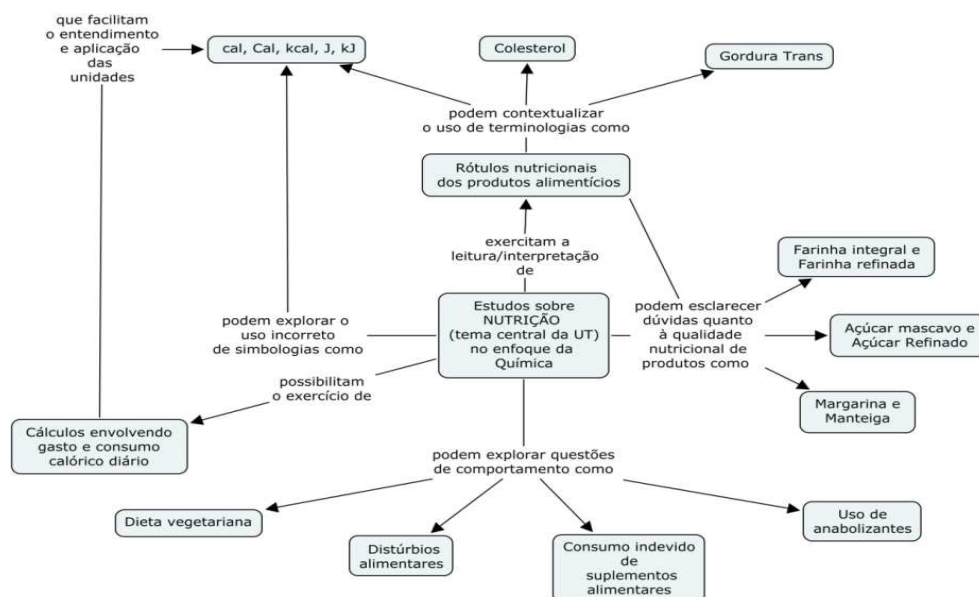 que facilitam
o entendimento
e aplicação
das
unidades
cal, Cal, kcal, J, kJ
Colesterol
Gordura Trans
podem contextualizar
o uso de terminologias como
Rótulos nutricionais
dos produtos alimentícios
exercitam a
leitura/interpretação
de
Farinha integral e
Farinha refinada
Estudos sobre
NUTRIÇÃO
(tema central da UT)
no enfoque da
Química
podem explorar o
uso incorreto
de simbologias como
podem esclarecer
dúvidas quanto
à qualidade
nutricional de
produtos como
Açúcar mascavo e
Açúcar Refinado
possibilitam
o exercício de
Margarina e
Manteiga
Cálculos envolvendo
gasto e consumo
calórico diário
podem explorar questões
de comportamento como
Dieta vegetariana
Distúrbios
alimentares
Consumo indevido
de
suplementos
alimentares
Uso de
anabolizantes